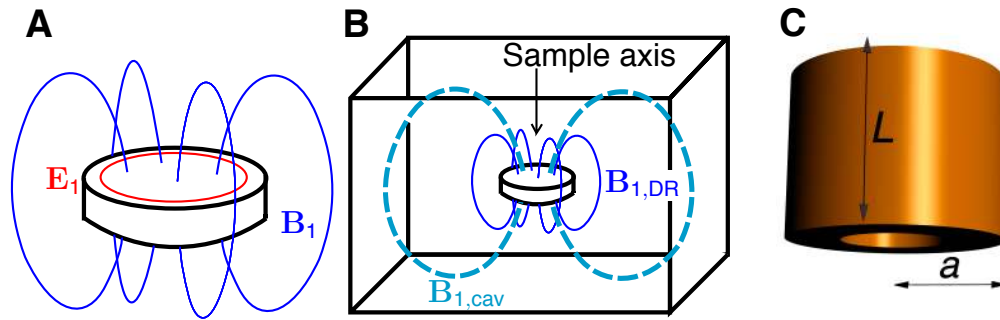 A
E₁
B₁
B
Sample axis
B₁,DR
B₁,cav
C
L
a